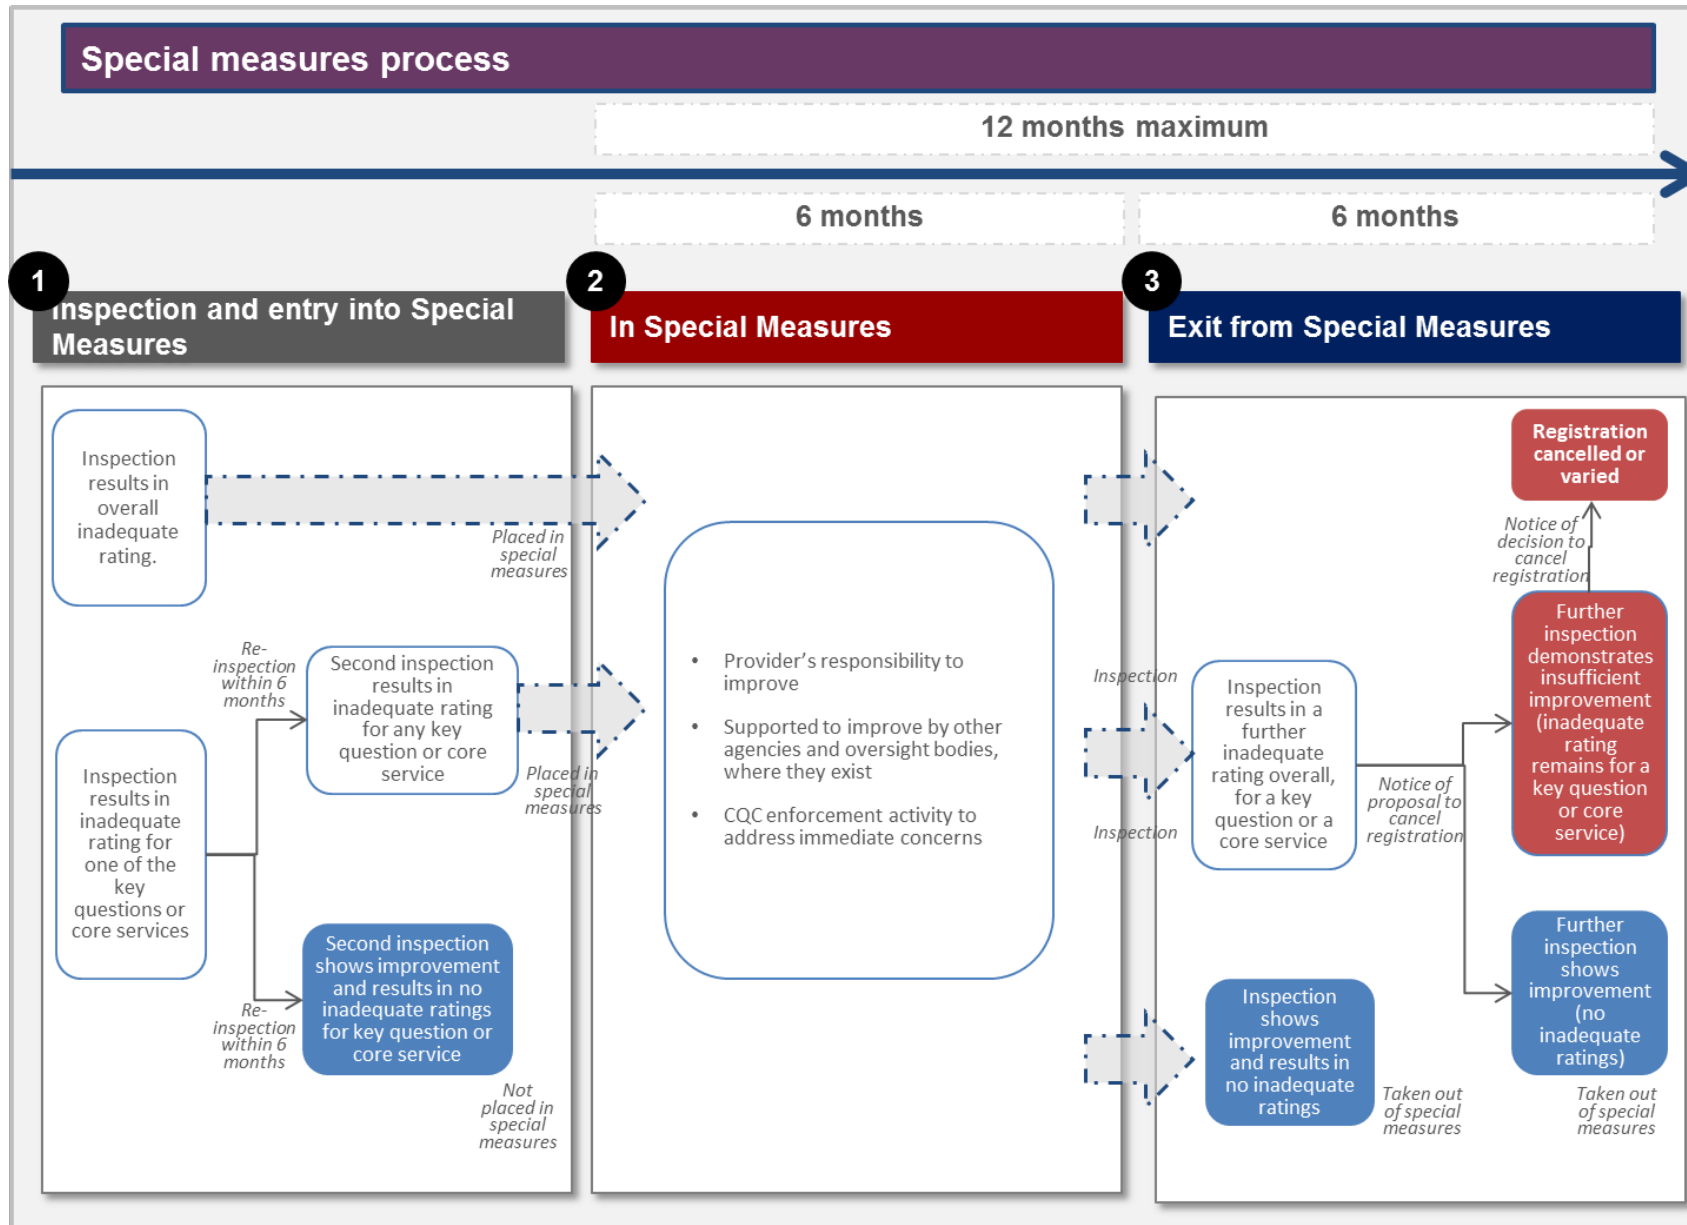 Special measures process
12 months maximum
6 months
6 months
1
Inspection and entry into Special
Measures
2
In Special Measures
3
Exit from Special Measures
Inspection
results in
overall
inadequate
rating.
Placed in
special
measures
Re-
inspection
within 6
months
Second inspection
results in
inadequate rating
for any key
question or core
service
Placed in
special
measures
Inspection
results in
inadequate
rating for
one of the
key
questions or
core services
Re-
inspection
within 6
months
Second inspection
shows improvement
and results in no
inadequate ratings
for key question or
core service
Not
placed in
special
measures
• Provider’s responsibility to
improve
• Supported to improve by other
agencies and oversight bodies,
where they exist
• CQC enforcement activity to
address immediate concerns
Inspection
Inspection
Inspection
results in a
further
inadequate
rating overall,
for a key
question or a
core service
Notice of
proposal to
cancel
registration
Registration
cancelled or
varied
Notice of
decision to
cancel
registration
Further
inspection
demonstrates
insufficient
improvement
(inadequate
rating
remains for a
key question
or core
service)
Further
inspection
shows
improvement
(no
inadequate
ratings)
Taken out
of special
measures
Inspection
shows
improvement
and results in
no inadequate
ratings
Taken out
of special
measures